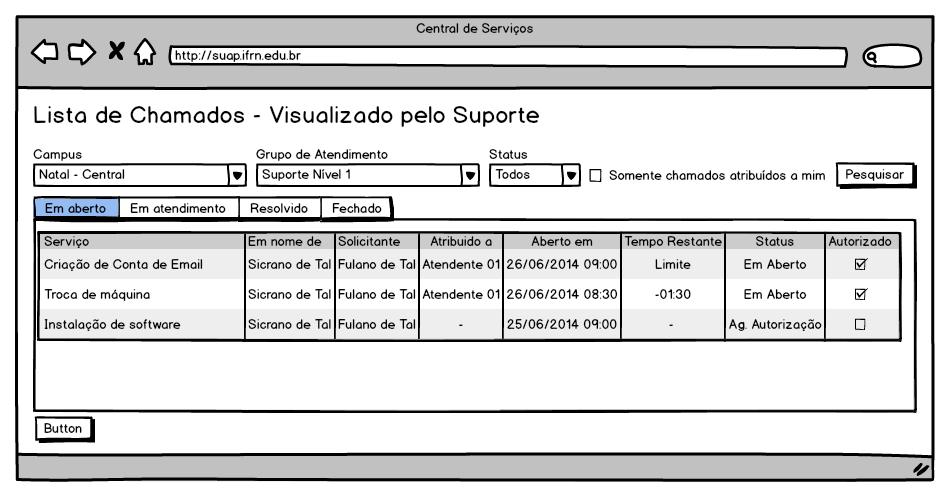 Central de Serviços
http://suap.ifrn.edu.br
Lista de Chamados - Visualizado pelo Suporte
Campus Grupo de Atendimento Status
Natal - Central Suporte Nível 1 Todos Somente chamados atribuídos a mim Pesquisar
Em aberto Em atendimento Resolvido Fechado
Serviço Em nome de Solicitante Atribuido a Aberto em Tempo Restante Status Autorizado
Criação de Conta de Email Sicrano de Tal Fulano de Tal Atendente 01 26/06/2014 09:00 Limite Em Aberto
Troca de máquina Sicrano de Tal Fulano de Tal Atendente 01 26/06/2014 08:30 -01:30 Em Aberto
Instalação de software Sicrano de Tal Fulano de Tal - 25/06/2014 09:00 - Ag. Autorização
Button